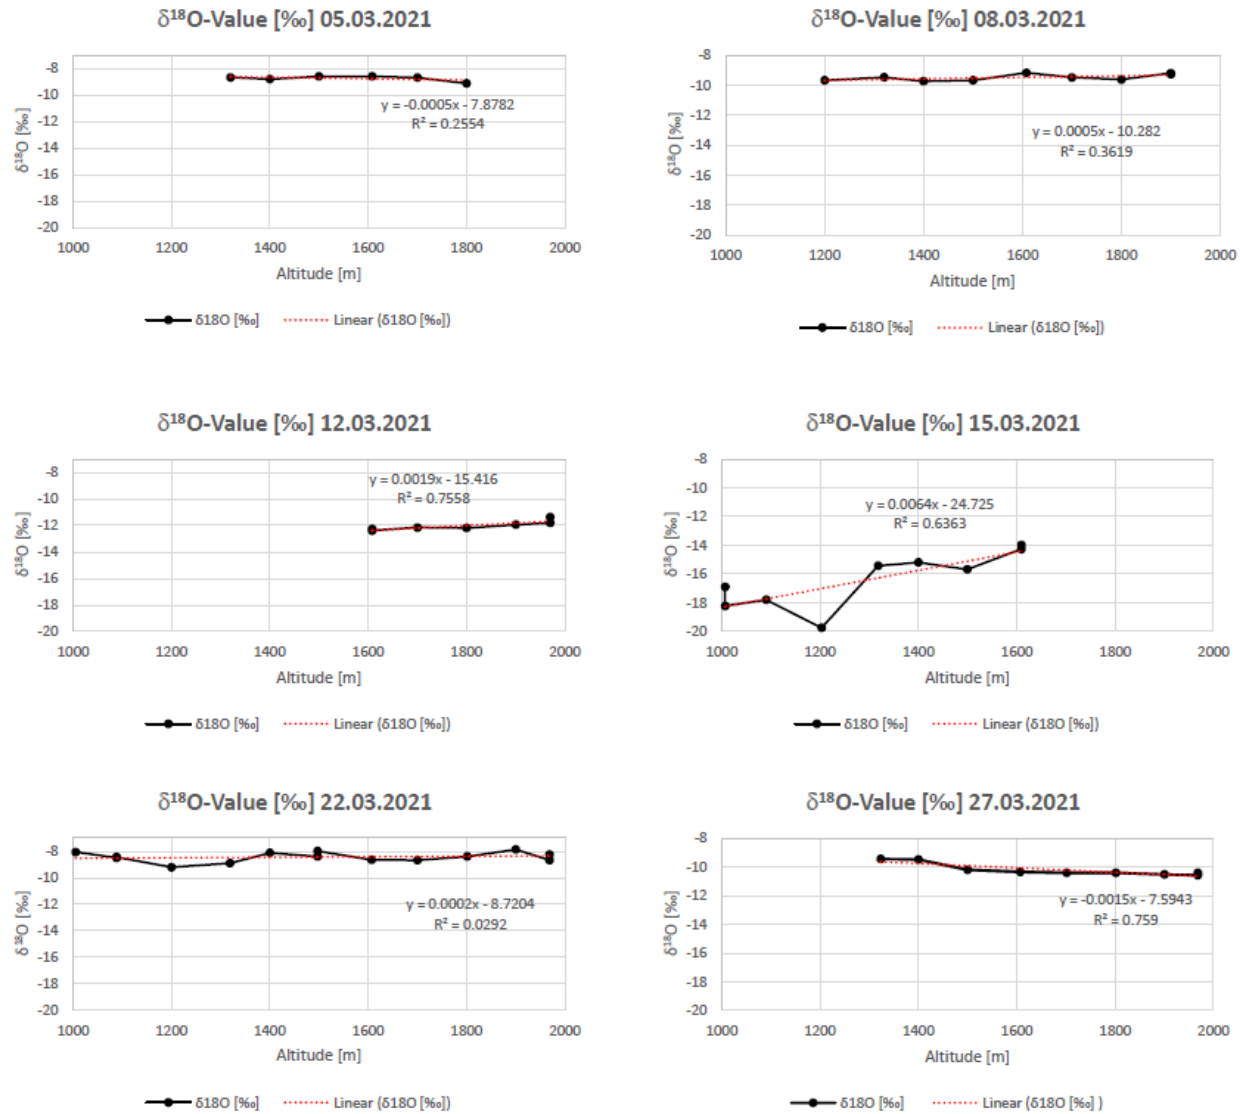 δ¹⁸O-Value [‰] 05.03.2021
-8
-10
-12
-14
-16
-18
-20
δ¹⁸O [‰]
y = -0.0005x - 7.8782
R² = 0.2554
1000 1200 1400 1600 1800 2000
Altitude [m]
δ18O [‰] Linear (δ18O [‰])
δ¹⁸O-Value [‰] 08.03.2021
-8
-10
-12
-14
-16
-18
-20
δ¹⁸O [‰]
y = 0.0005x - 10.282
R² = 0.3619
1000 1200 1400 1600 1800 2000
Altitude [m]
δ18O [‰] Linear (δ18O [‰])
δ¹⁸O-Value [‰] 12.03.2021
-8
-10
-12
-14
-16
-18
-20
δ¹⁸O [‰]
y = 0.0019x - 15.416
R² = 0.7558
1000 1200 1400 1600 1800 2000
Altitude [m]
δ18O [‰] Linear (δ18O [‰])
δ¹⁸O-Value [‰] 15.03.2021
-8
-10
-12
-14
-16
-18
-20
δ¹⁸O [‰]
y = 0.0064x - 24.725
R² = 0.6363
1000 1200 1400 1600 1800 2000
Altitude [m]
δ18O [‰] Linear (δ18O [‰])
δ¹⁸O-Value [‰] 22.03.2021
-8
-10
-12
-14
-16
-18
-20
δ¹⁸O [‰]
y = 0.0002x - 8.7204
R² = 0.0292
1000 1200 1400 1600 1800 2000
Altitude [m]
δ18O [‰] Linear (δ18O [‰])
δ¹⁸O-Value [‰] 27.03.2021
-8
-10
-12
-14
-16
-18
-20
δ¹⁸O [‰]
y = -0.0015x - 7.5943
R² = 0.759
1000 1200 1400 1600 1800 2000
Altitude [m]
δ18O [‰] Linear (δ18O [‰] )